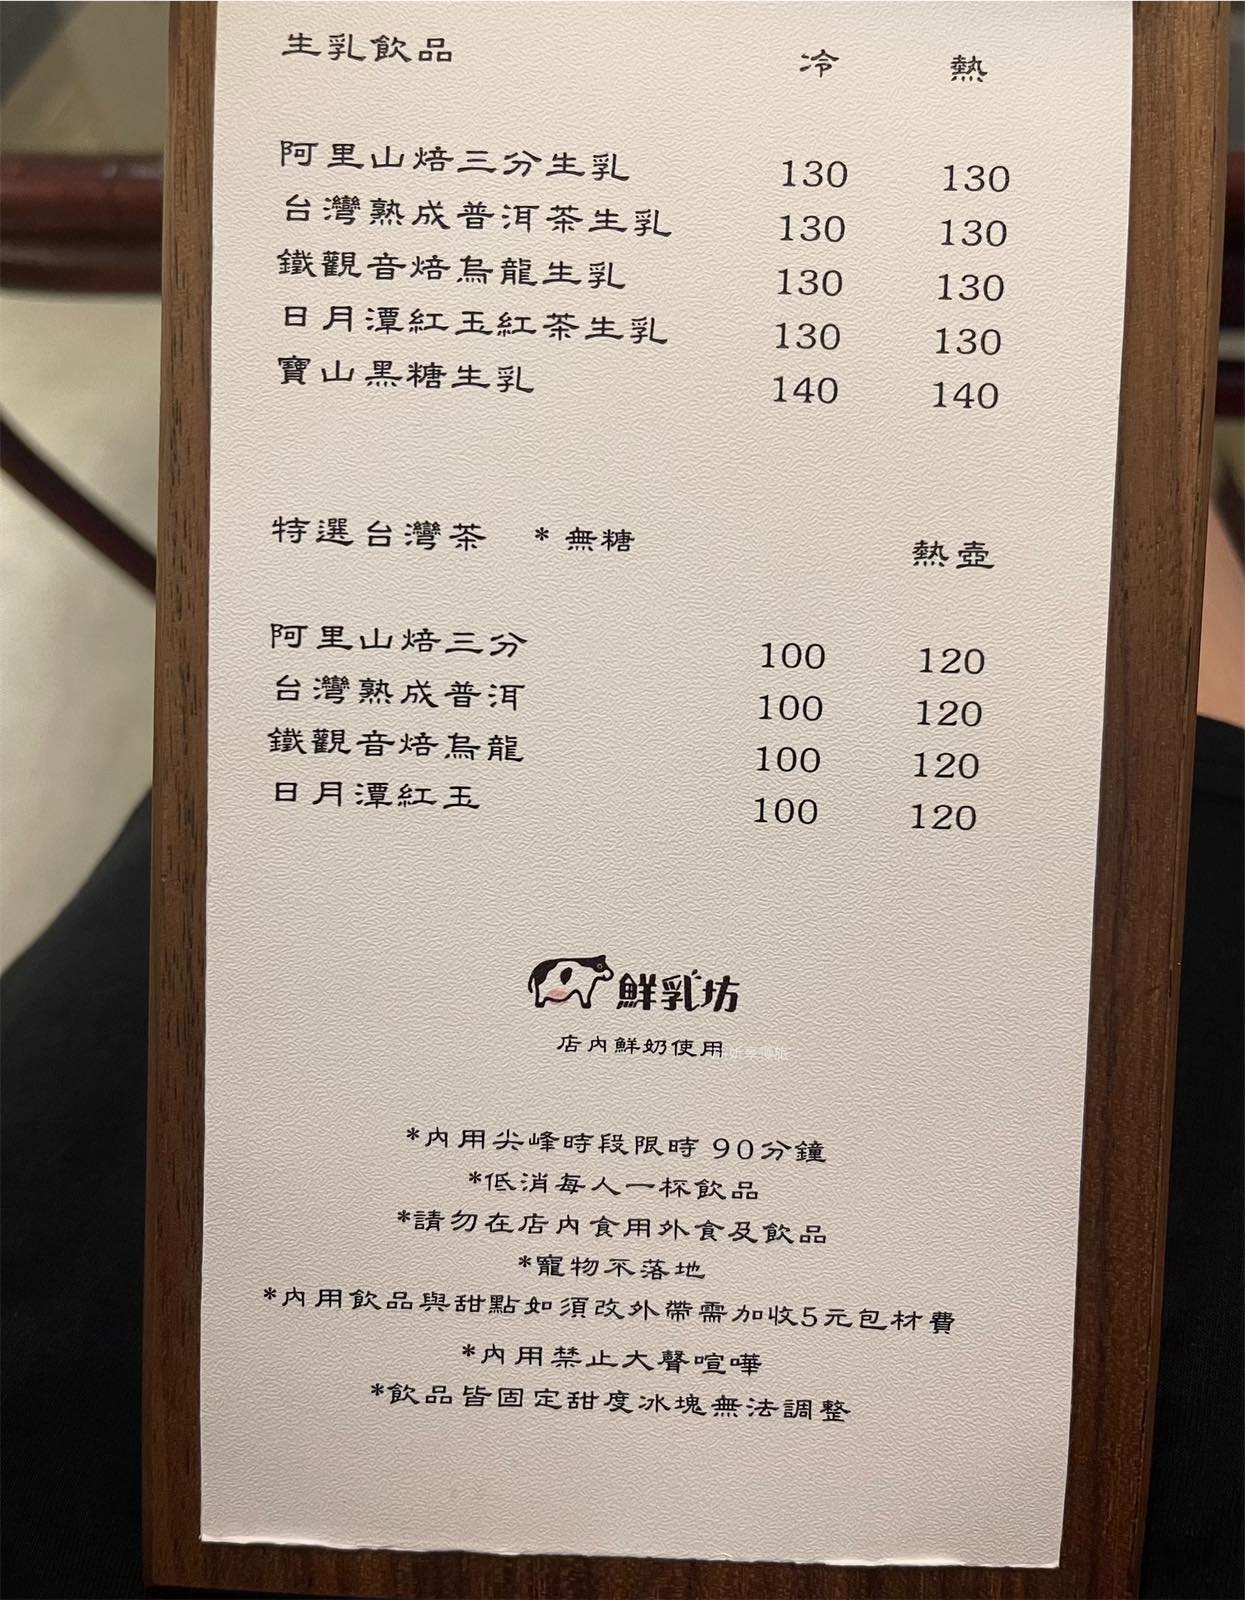 生乳飲品 冷 熱
阿里山焙三分生乳 130 130
台灣熟成普洱茶生乳 130 130
鐵觀音焙烏龍生乳 130 130
日月潭紅玉紅茶生乳 130 130
寶山黑糖生乳 140 140
特選台灣茶 *無糖 熱壺
阿里山焙三分 100 120
台灣熟成普洱 100 120
鐵觀音焙烏龍 100 120
日月潭紅玉 100 120
鮮乳坊
店內鮮奶使用
*內用尖峰時段限時 90分鐘
*低消每人一杯飲品
*請勿在店內食用外食及飲品
*寵物不落地
*內用飲品與甜點如須改外帶需加收5元包材費
*內用禁止大聲喧嘩
*飲品皆固定甜度冰塊無法調整